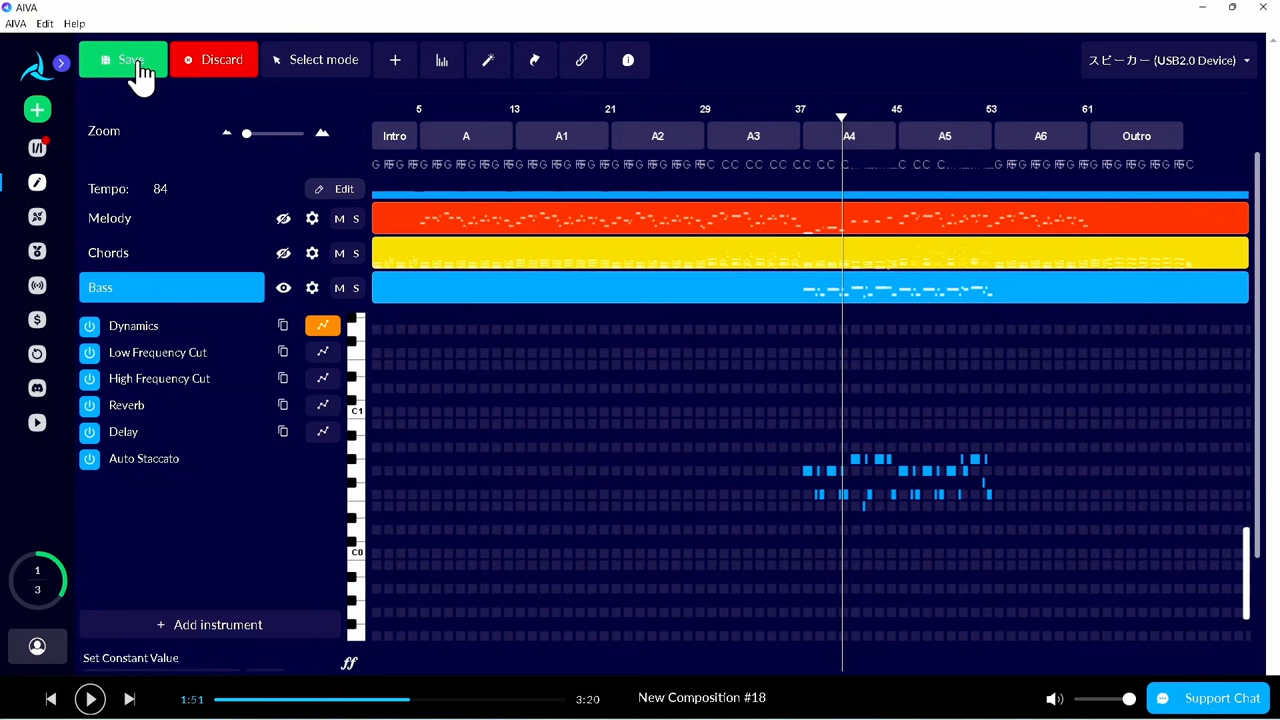 AIVA
AIVA Edit Help
Save Discard Select mode スピーカー (USB2.0 Device)
5 13 21 29 37 45 53 61
Zoom
Intro A A1 A2 A3 A4 A5 A6 Outro
Tempo: 84 Edit
Melody M S
Chords M S
Bass M S
Dynamics
Low Frequency Cut
High Frequency Cut
Reverb
C1
Delay
Auto Staccato
C0
1
3
Add instrument
Set Constant Value ff
1:51 3:20 New Composition #18 Support Chat